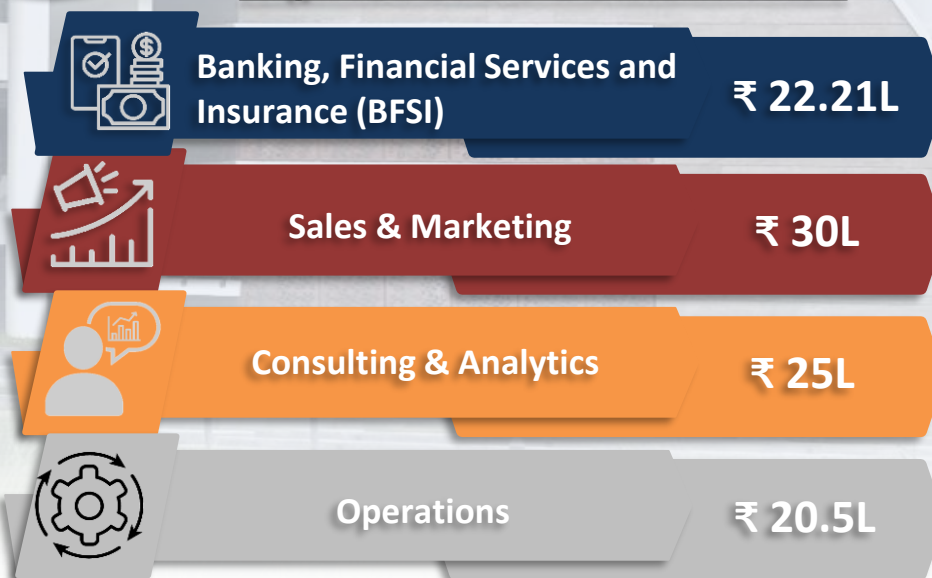 Banking, Financial Services and
Insurance (BFSI)
₹ 22.21L
Sales & Marketing
₹ 30L
Consulting & Analytics
₹ 25L
Operations
₹ 20.5L